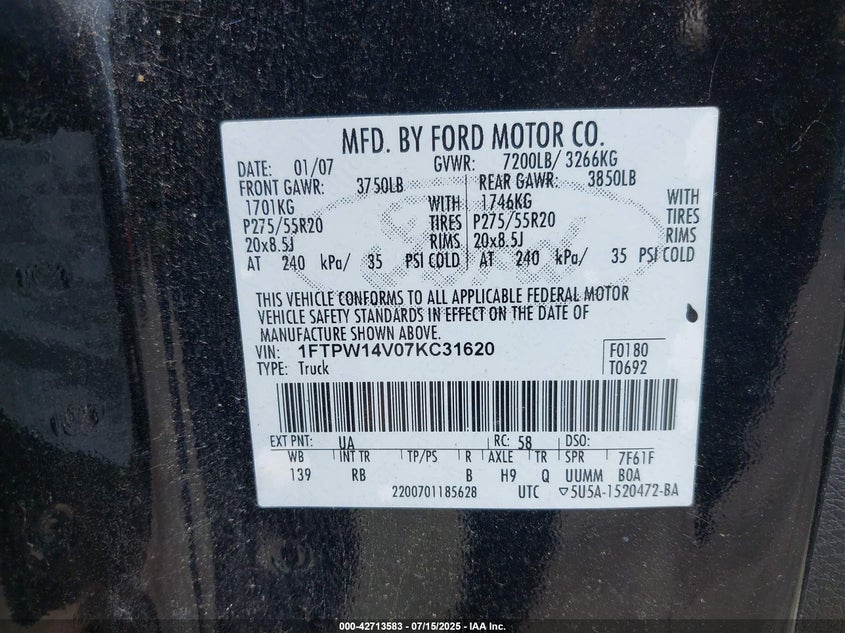 MFD. BY FORD MOTOR CO.
DATE: 01/07 GVWR: 7200LB/ 3266KG
FRONT GAWR: 3750LB REAR GAWR: 3850LB
1701KG WITH 1746KG WITH
P275/55R20 TIRES P275/55R20 TIRES
20x8.5J RIMS 20x8.5J RIMS
AT 240 kPa/ 35 PSI COLD AT 240 kPa/ 35 PSI COLD
THIS VEHICLE CONFORMS TO ALL APPLICABLE FEDERAL MOTOR
VEHICLE SAFETY STANDARDS IN EFFECT ON THE DATE OF
MANUFACTURE SHOWN ABOVE.
VIN: 1FTPW14V07KC31620 F0180
TYPE: Truck T0692
EXT PNT: UA RC: 58 DSO:
WB INT TR TP/PS R AXLE TR SPR 7F61F
139 RB B H9 Q UUMM BOA
2200701185628 UTC ▽5U5A-1520472-BA
000-42713583 / 07/15/2025 - IAA Inc.